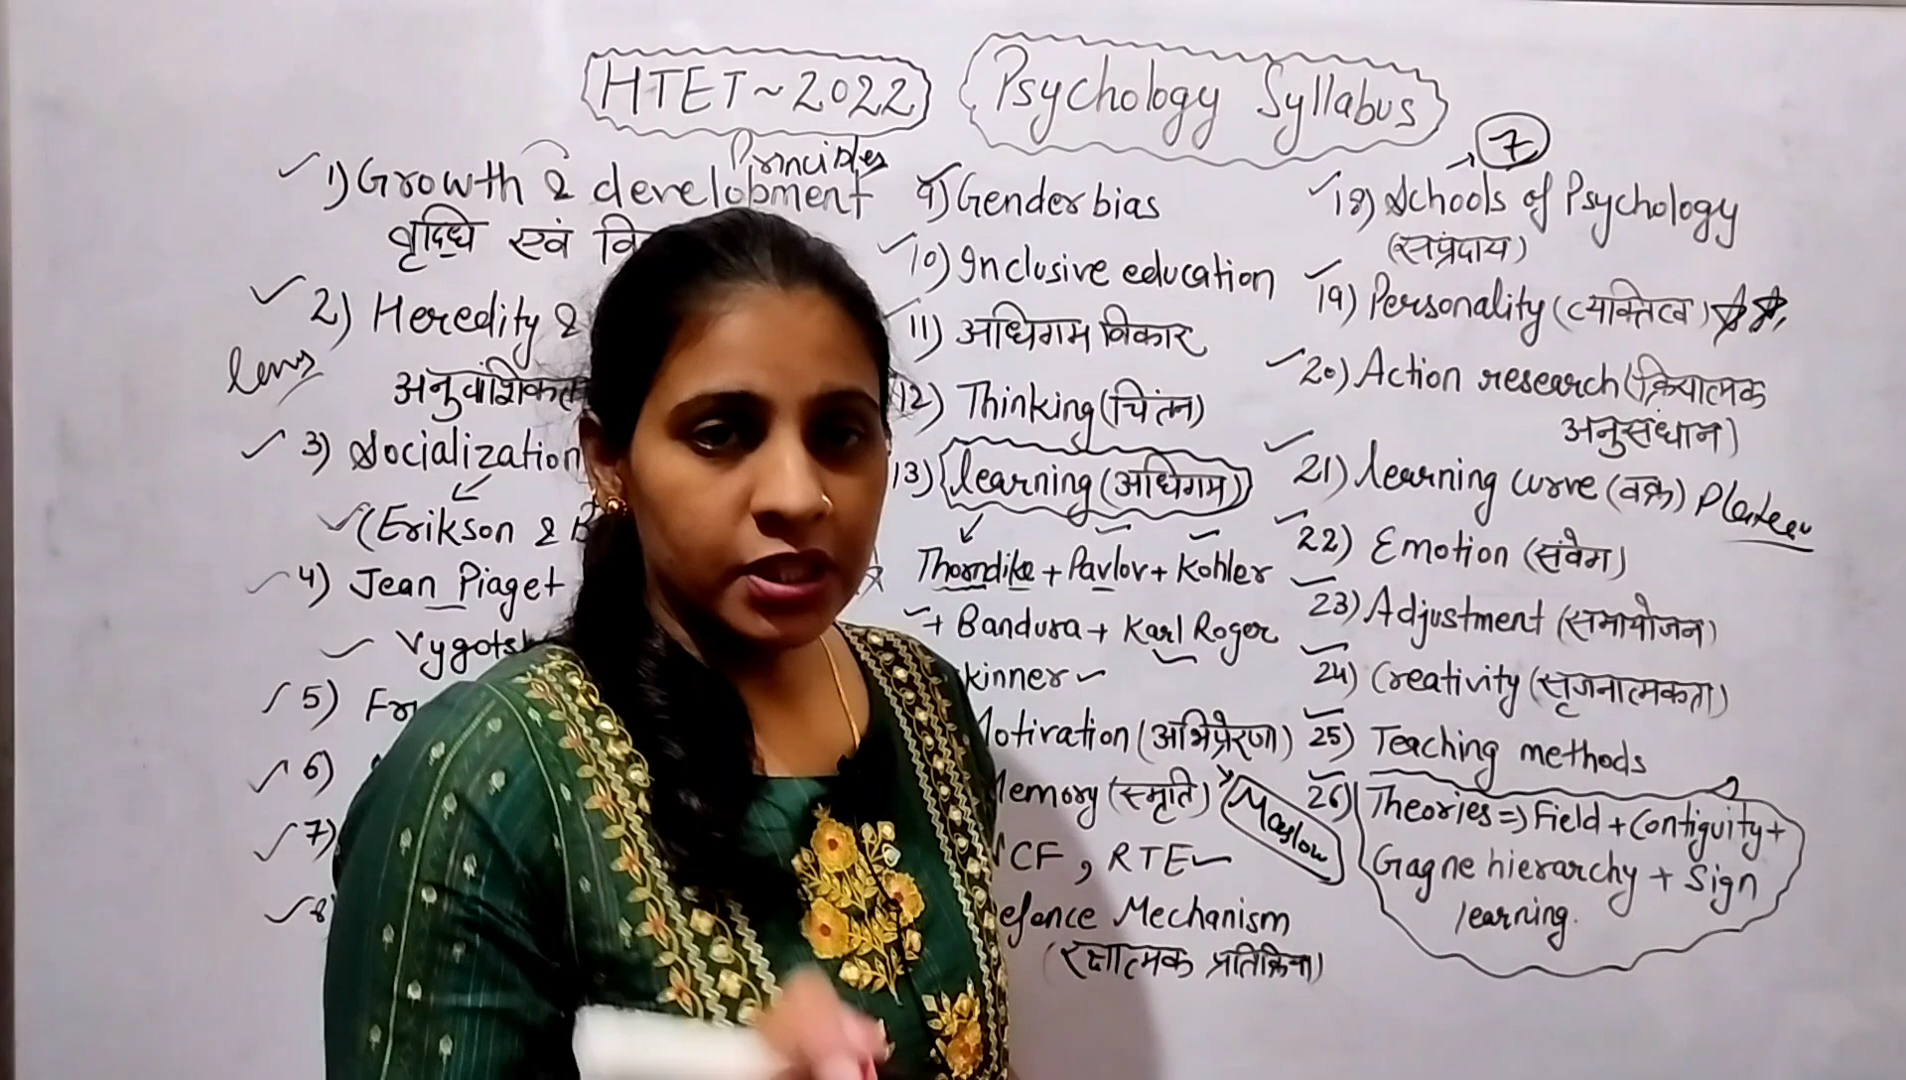 HTET~2022
Psychology Syllabus
Principles
1) Growth & development
वृद्धि एवं वि
2) Heredity &
laws
अनुवांशिकता
3) Socialization
(Erikson & B
4) Jean Piaget
Vygots
5) Fr
6)
7)
8
9) Gender bias
10) Inclusive education
11) अधिगम विकार
12) Thinking (चिंतन)
13) learning (अधिगम)
Thorndike + Pavlov + Kohler
+ Bandura + Karl Roger
kinner
Motivation (अभिप्रेरणा)
Memory (स्मृति)
Maslow
NCF, RTE
efence Mechanism
(रक्षात्मक प्रतिक्रिया)
7
18) Schools of Psychology
(संप्रदाय)
19) Personality (व्यक्तित्व)
20) Action research (क्रियात्मक
अनुसंधान)
21) learning curve (वक्र) Plateau
22) Emotion (संवेग)
23) Adjustment (समायोजन)
24) Creativity (सृजनात्मकता)
25) Teaching methods
26) Theories => Field + Contiguity +
Gagne hierarchy + Sign
learning.